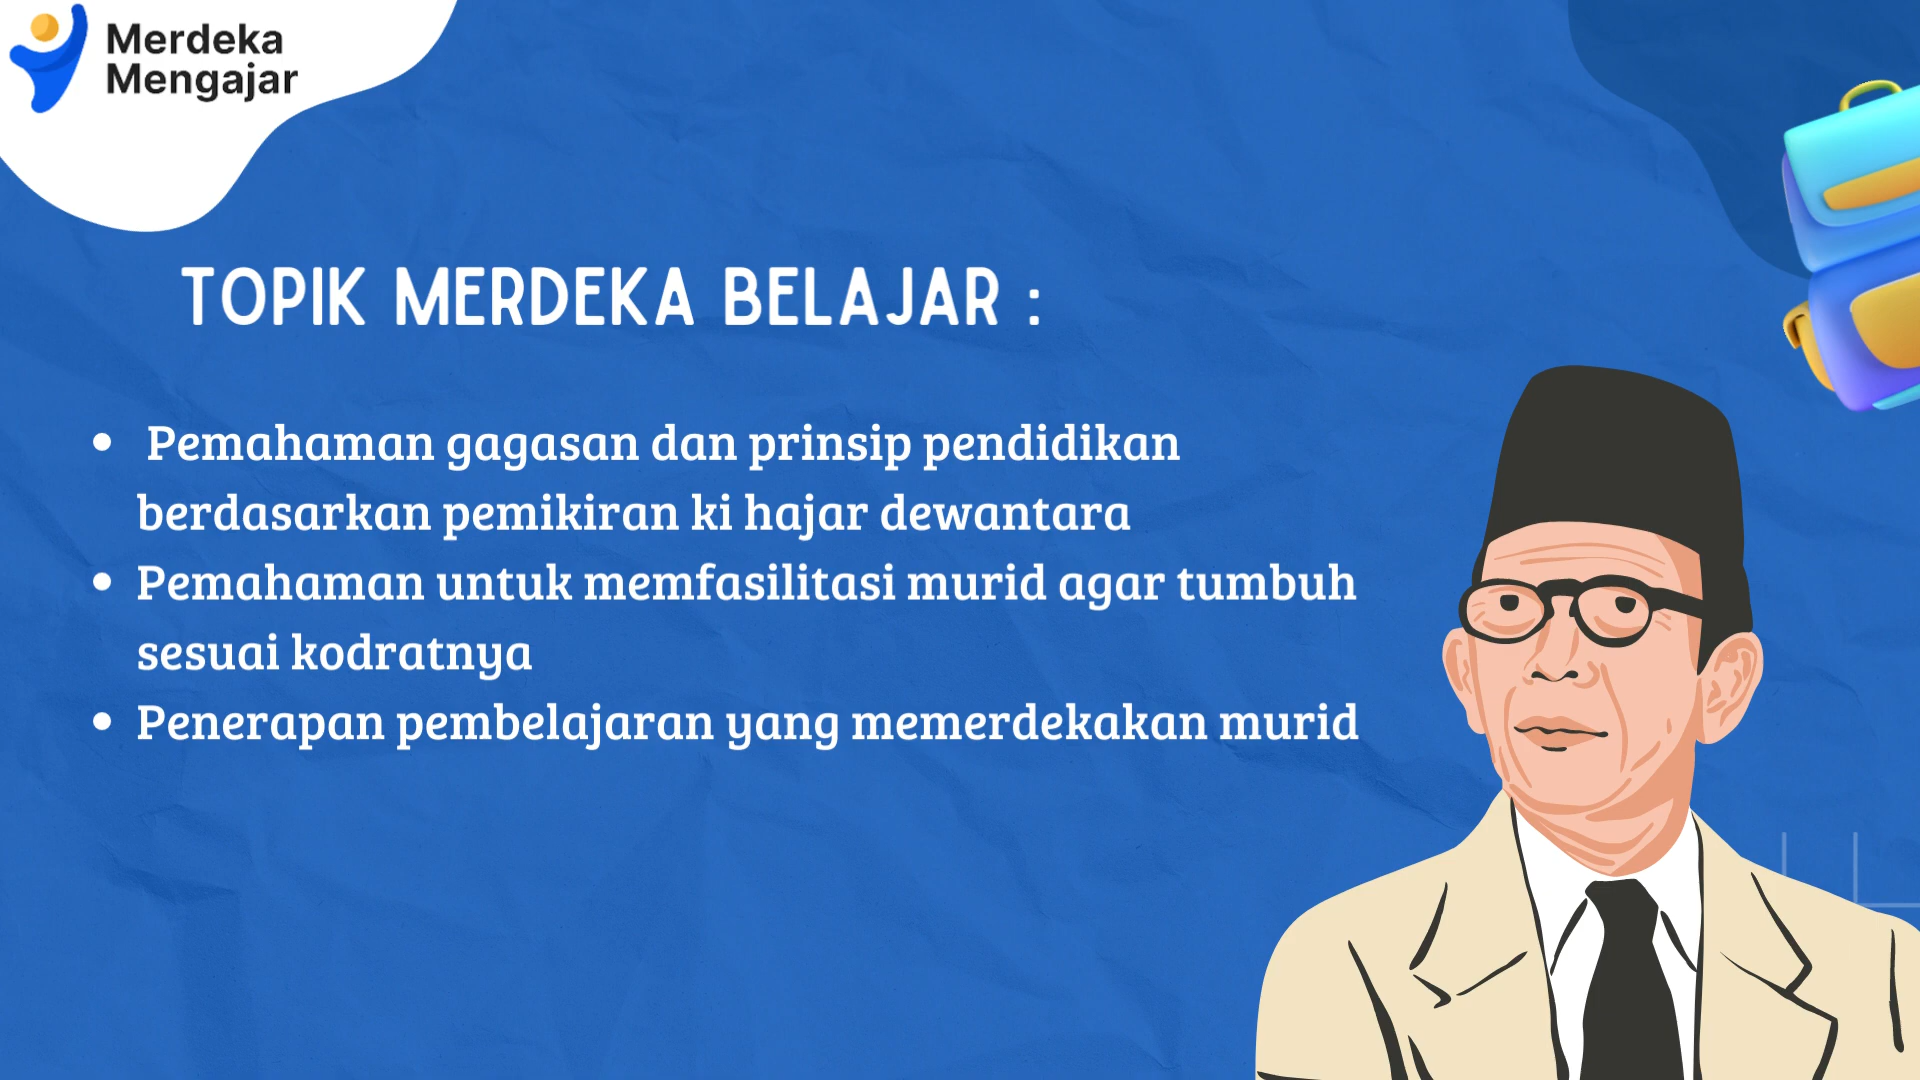 Merdeka
Mengajar
TOPIK MERDEKA BELAJAR :
• Pemahaman gagasan dan prinsip pendidikan
berdasarkan pemikiran ki hajar dewantara
• Pemahaman untuk memfasilitasi murid agar tumbuh
sesuai kodratnya
• Penerapan pembelajaran yang memerdekakan murid